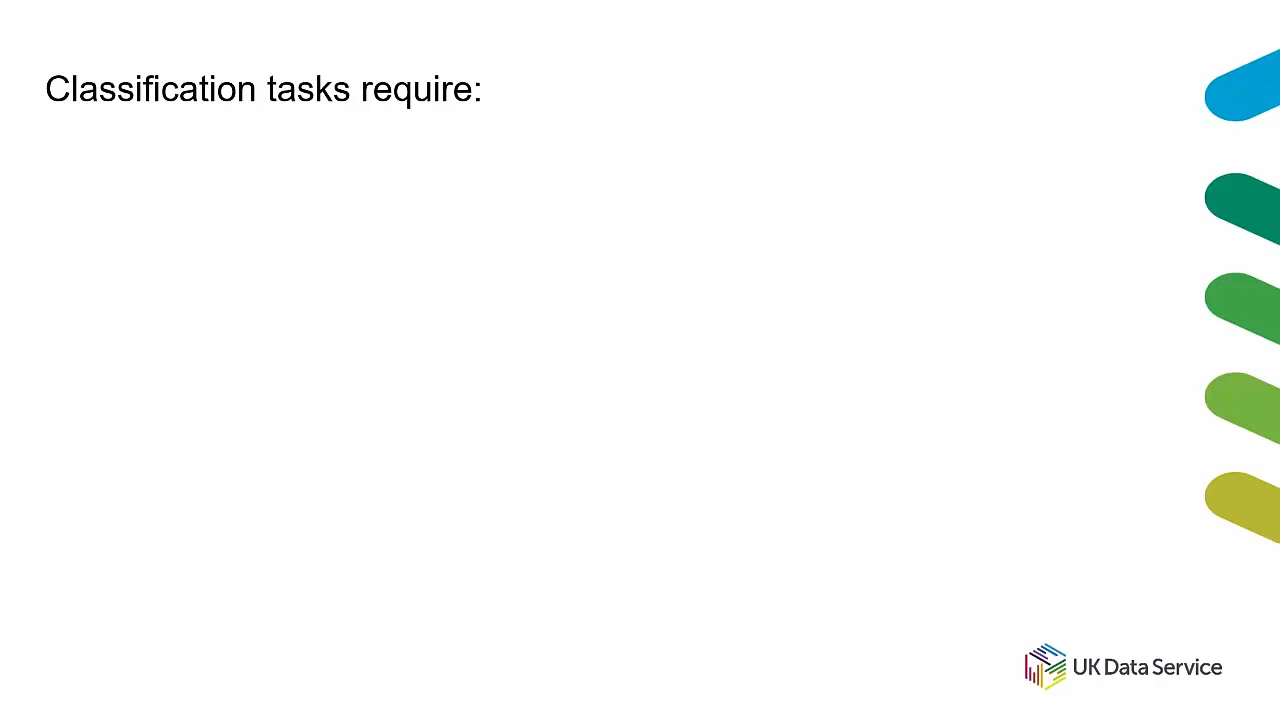 Classification tasks require:
UK Data Service